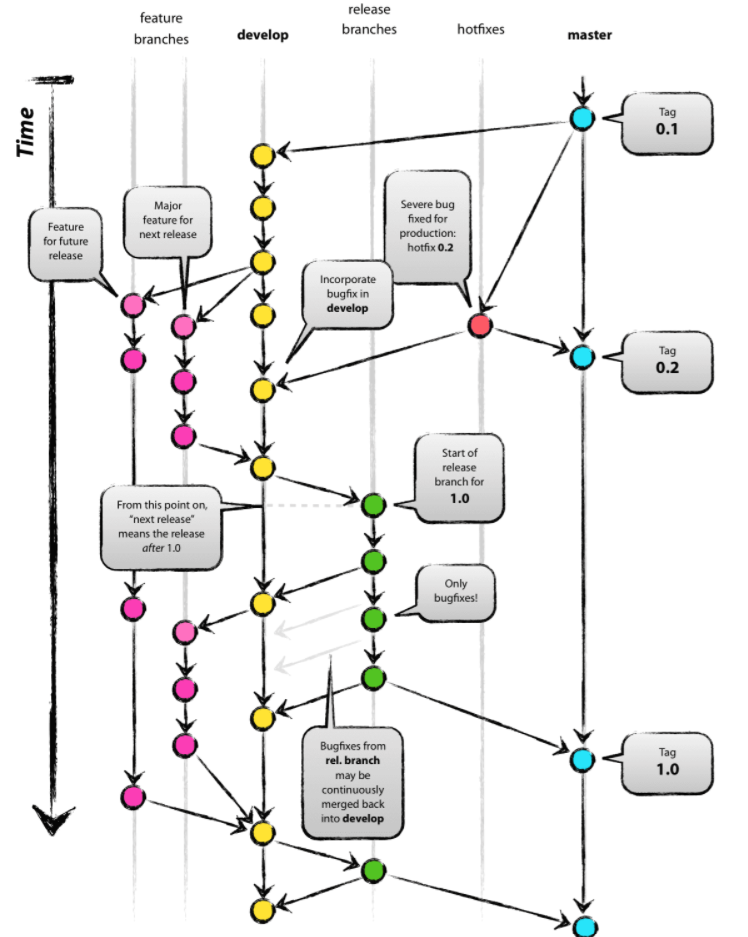 feature
branches
develop
release
branches
hotfixes
master
Time
Tag
0.1
Major
feature for
next release
Feature
for future
release
Severe bug
fixed for
production:
hotfix 0.2
Incorporate
bugfix in
develop
Tag
0.2
Start of
release
branch for
1.0
From this point on,
“next release”
means the release
after 1.0
Only
bugfixes!
Bugfixes from
rel. branch
may be
continuously
merged back
into develop
Tag
1.0